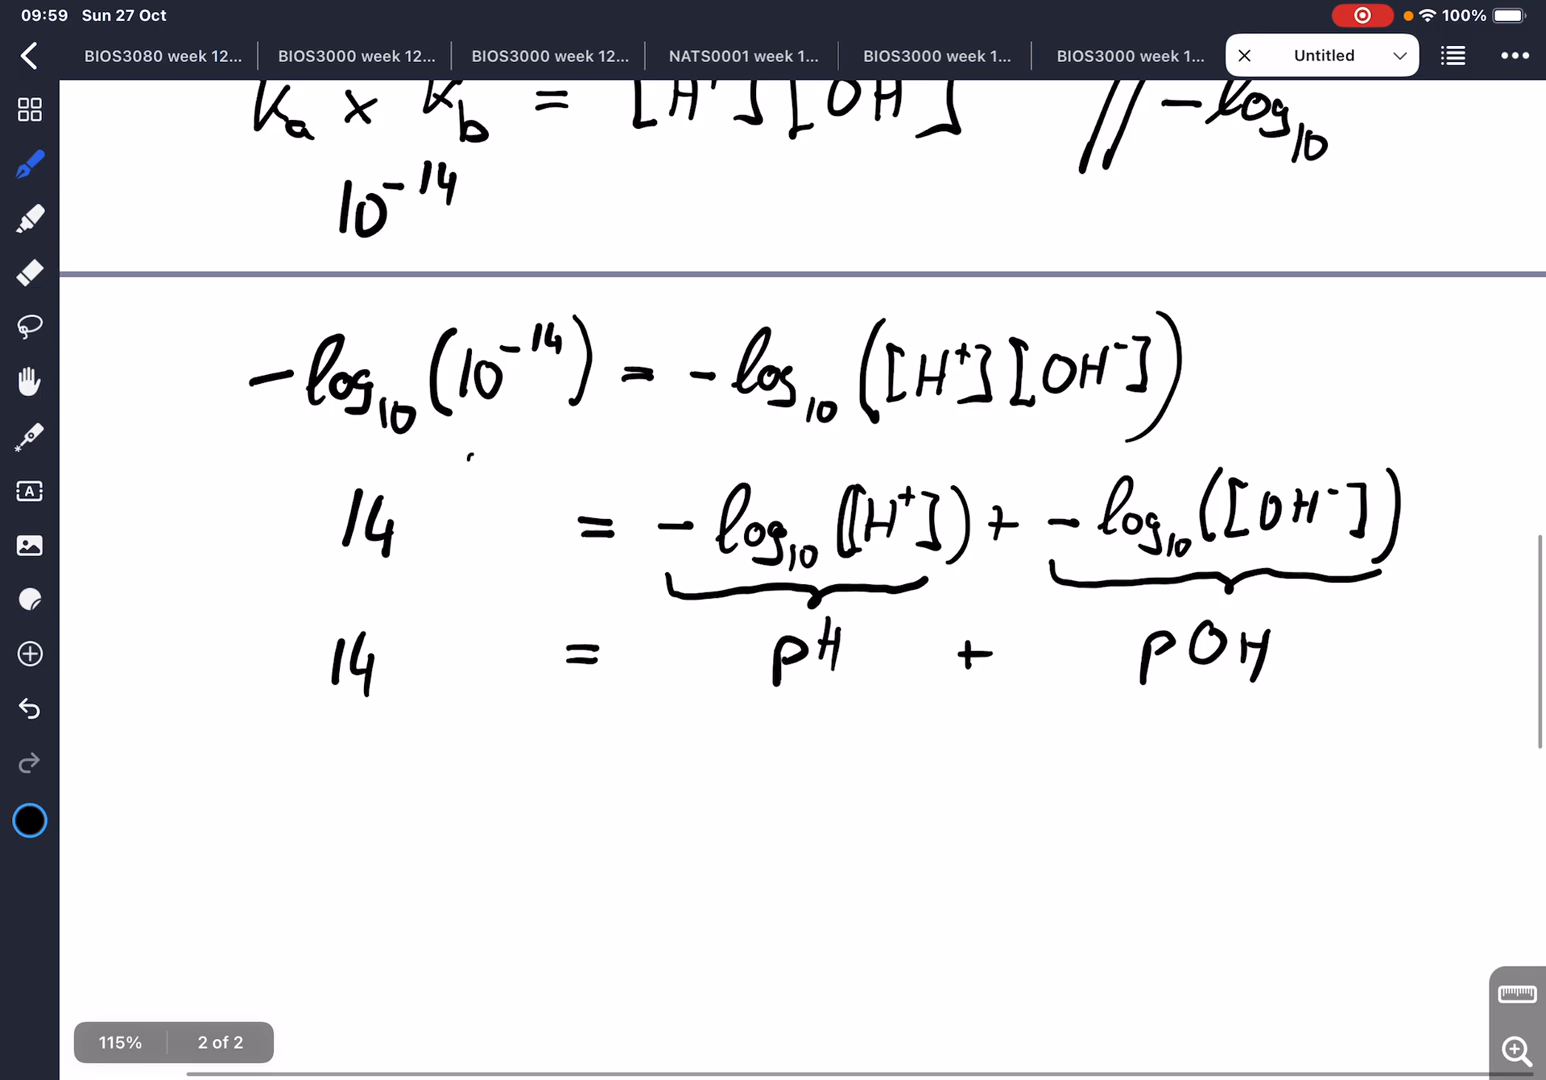 09:59 Sun 27 Oct 100%
BIOS3080 week 12... BIOS3000 week 12... BIOS3000 week 12... NATS0001 week 1... BIOS3000 week 1... BIOS3000 week 1... Untitled
Ka × Kb = [H⁺][OH⁻] // -log₁₀
10⁻¹⁴
-log₁₀(10⁻¹⁴) = -log₁₀([H⁺][OH⁻])
14 = -log₁₀([H⁺]) + -log₁₀([OH⁻])
14 = pH + pOH
115% 2 of 2